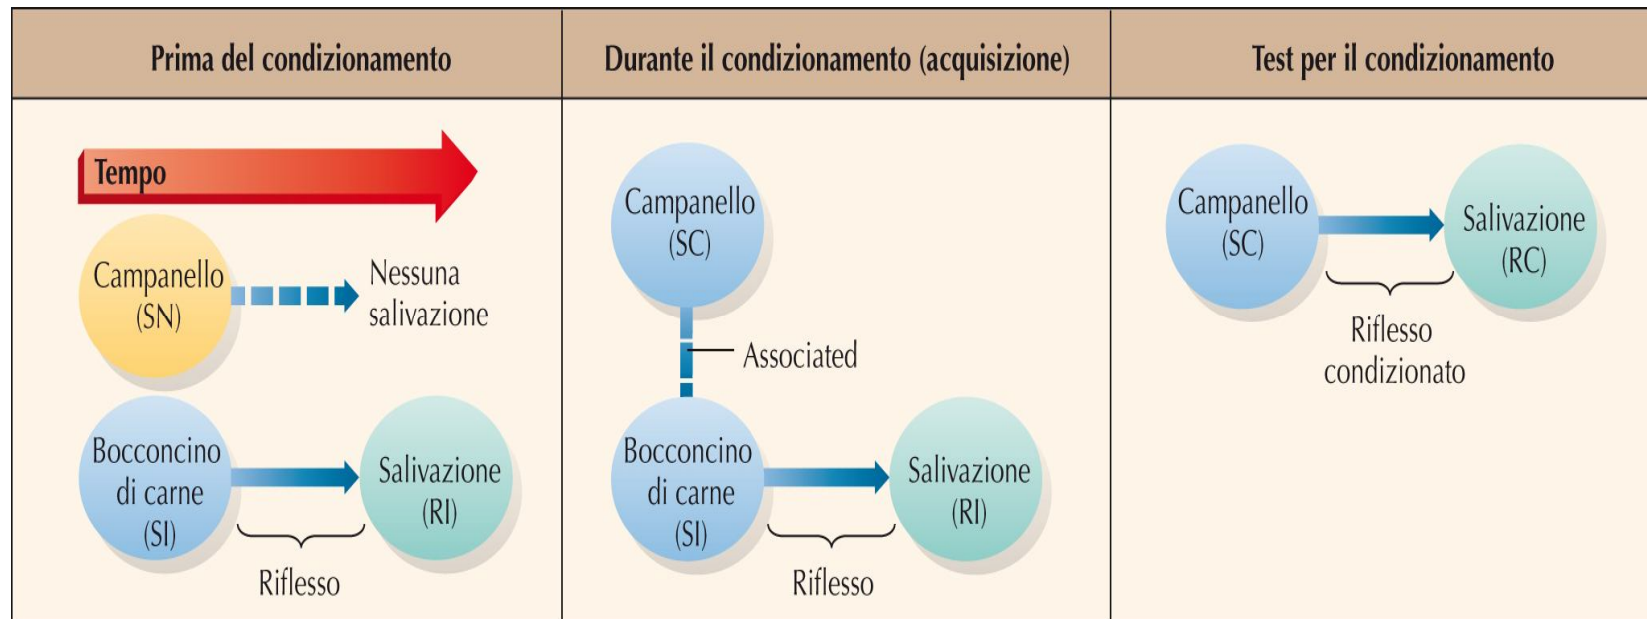 Prima del condizionamento
Tempo
Campanello
(SN)
Nessuna
salivazione
Bocconcino
di carne
(SI)
Salivazione
(RI)
Riflesso
Durante il condizionamento (acquisizione)
Campanello
(SC)
Associated
Bocconcino
di carne
(SI)
Salivazione
(RI)
Riflesso
Test per il condizionamento
Campanello
(SC)
Salivazione
(RC)
Riflesso
condizionato